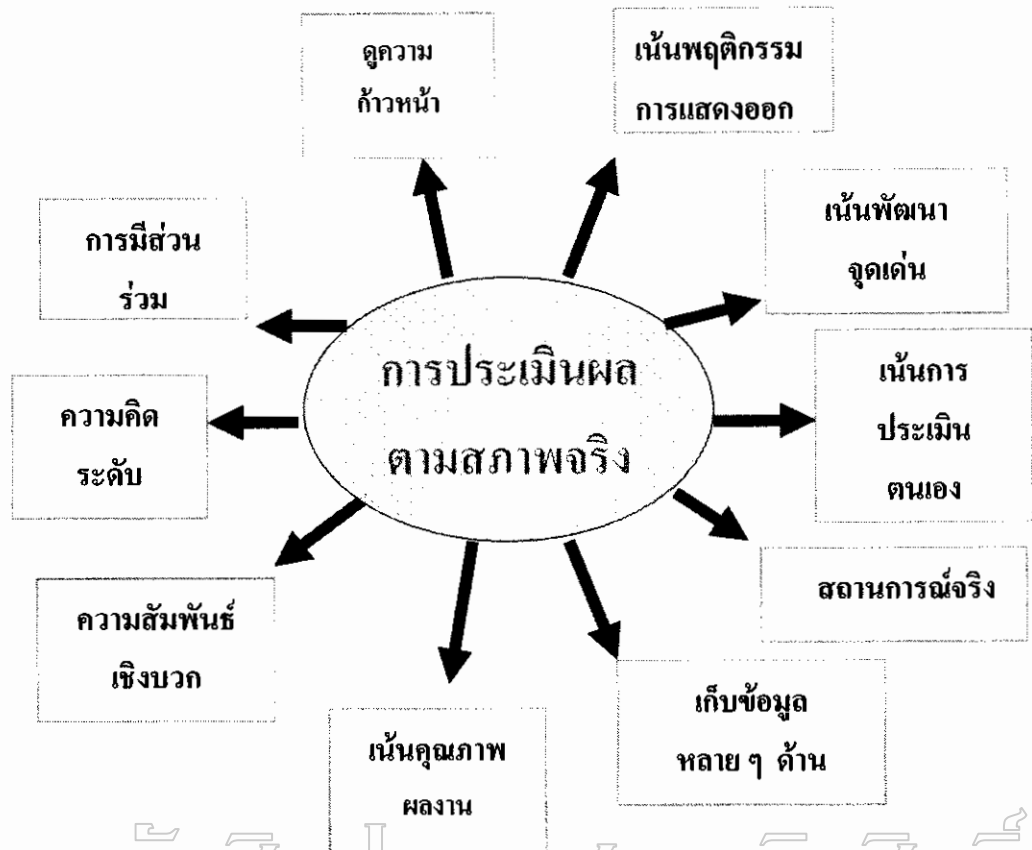 ดูความ
ก้าวหน้า
เน้นพฤติกรรม
การแสดงออก
เน้นพัฒนา
จุดเด่น
การมีส่วน
ร่วม
การประเมินผล
ตามสภาพจริง
เน้นการ
ประเมิน
ตนเอง
ความคิด
ระดับ
สถานการณ์จริง
ความสัมพันธ์
เชิงบวก
เก็บข้อมูล
หลาย ๆ ด้าน
เน้นคุณภาพ
ผลงาน